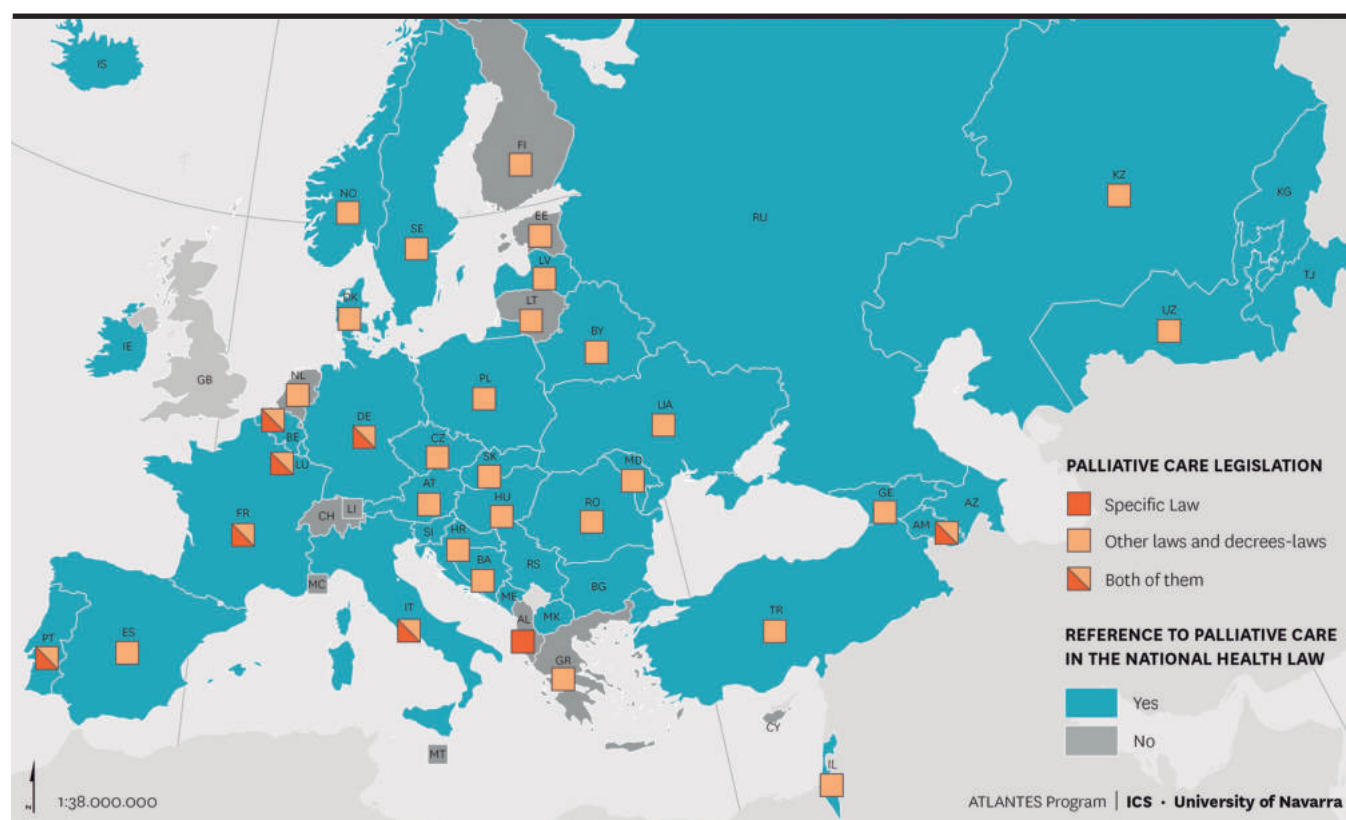 IS
FI
NO
SE
EE
RU
KZ
KG
LV
DK
LT
TJ
IE
BY
UZ
GB
NL
PL
DE
UA
BE
CZ
LU
SK
MD
AT
HU
RO
GE
AZ
FR
CH
LI
SI
HR
AM
BA
RS
MC
ME
BG
IT
AL
MK
TR
PT
ES
GR
CY
MT
IL
PALLIATIVE CARE LEGISLATION
Specific Law
Other laws and decrees-laws
Both of them
REFERENCE TO PALLIATIVE CARE
IN THE NATIONAL HEALTH LAW
Yes
No
N
1:38.000.000
ATLANTES Program | ICS · University of Navarra